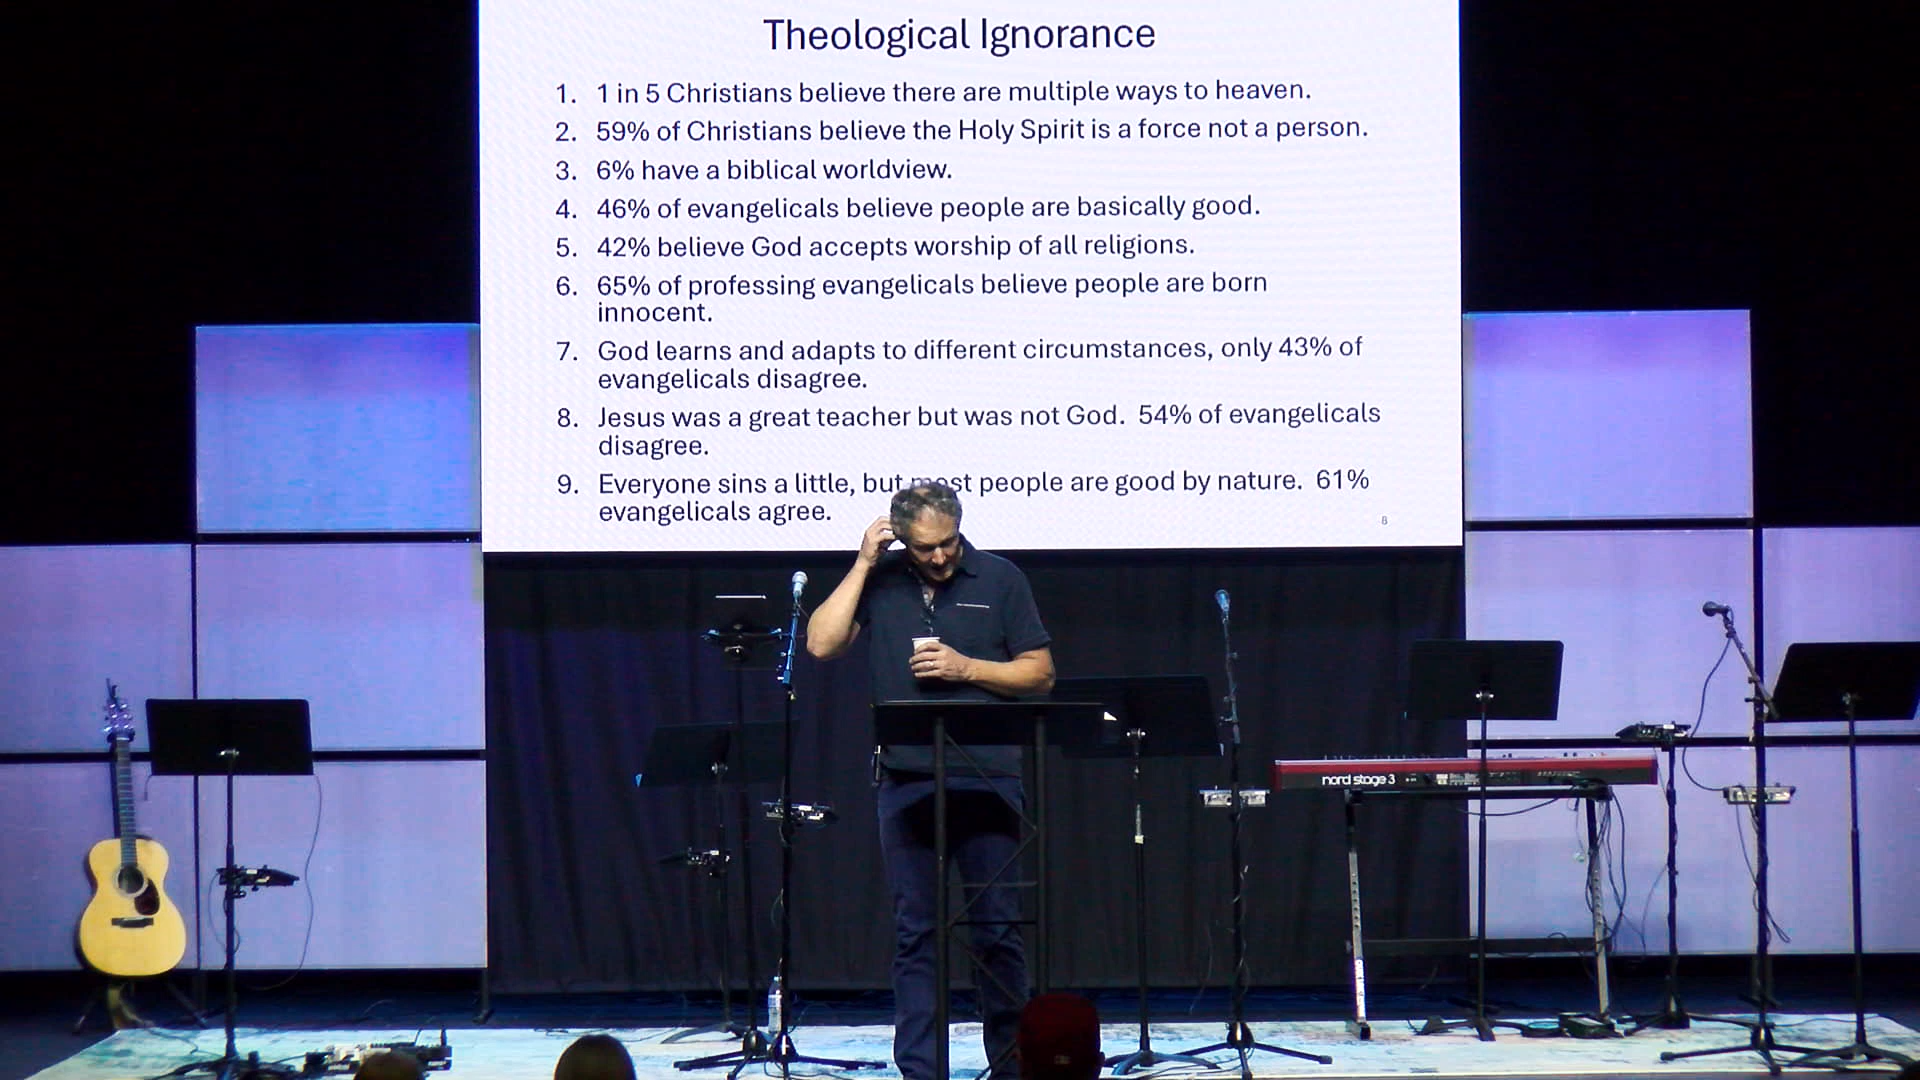 Theological Ignorance
1. 1 in 5 Christians believe there are multiple ways to heaven.
2. 59% of Christians believe the Holy Spirit is a force not a person.
3. 6% have a biblical worldview.
4. 46% of evangelicals believe people are basically good.
5. 42% believe God accepts worship of all religions.
6. 65% of professing evangelicals believe people are born
innocent.
7. God learns and adapts to different circumstances, only 43% of
evangelicals disagree.
8. Jesus was a great teacher but was not God. 54% of evangelicals
disagree.
9. Everyone sins a little, but most people are good by nature. 61%
evangelicals agree.
8
nord stage 3